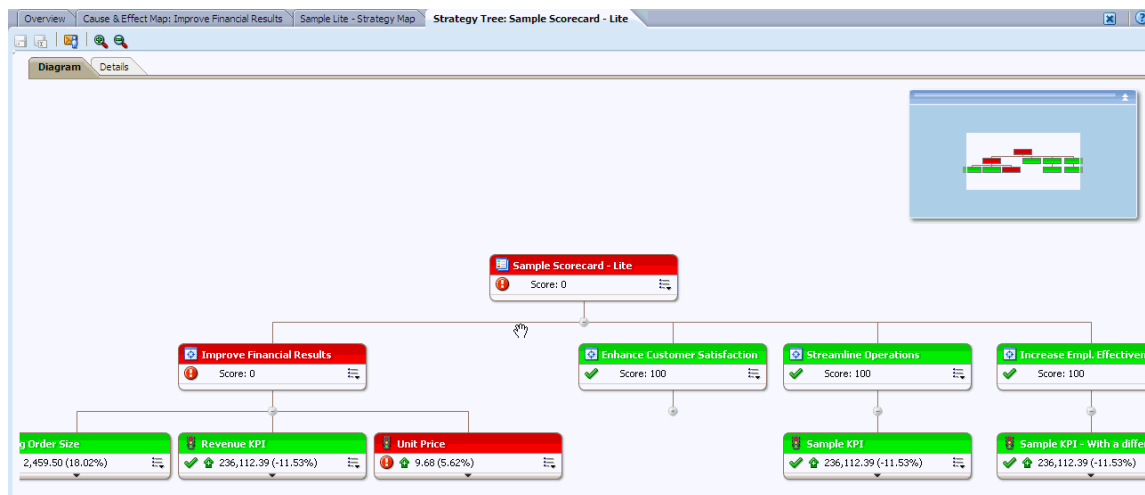 Overview Cause & Effect Map: Improve Financial Results Sample Lite - Strategy Map Strategy Tree: Sample Scorecard - Lite
Diagram Details
Sample Scorecard - Lite
Score: 0
Improve Financial Results Enhance Customer Satisfaction Streamline Operations Increase Empl. Effectiven
Score: 0 Score: 100 Score: 100 Score: 100
g Order Size Revenue KPI Unit Price Sample KPI Sample KPI - With a differ
2,459.50 (18.02%) 236,112.39 (-11.53%) 9.68 (5.62%) 236,112.39 (-11.53%) 236,112.39 (-11.53%)